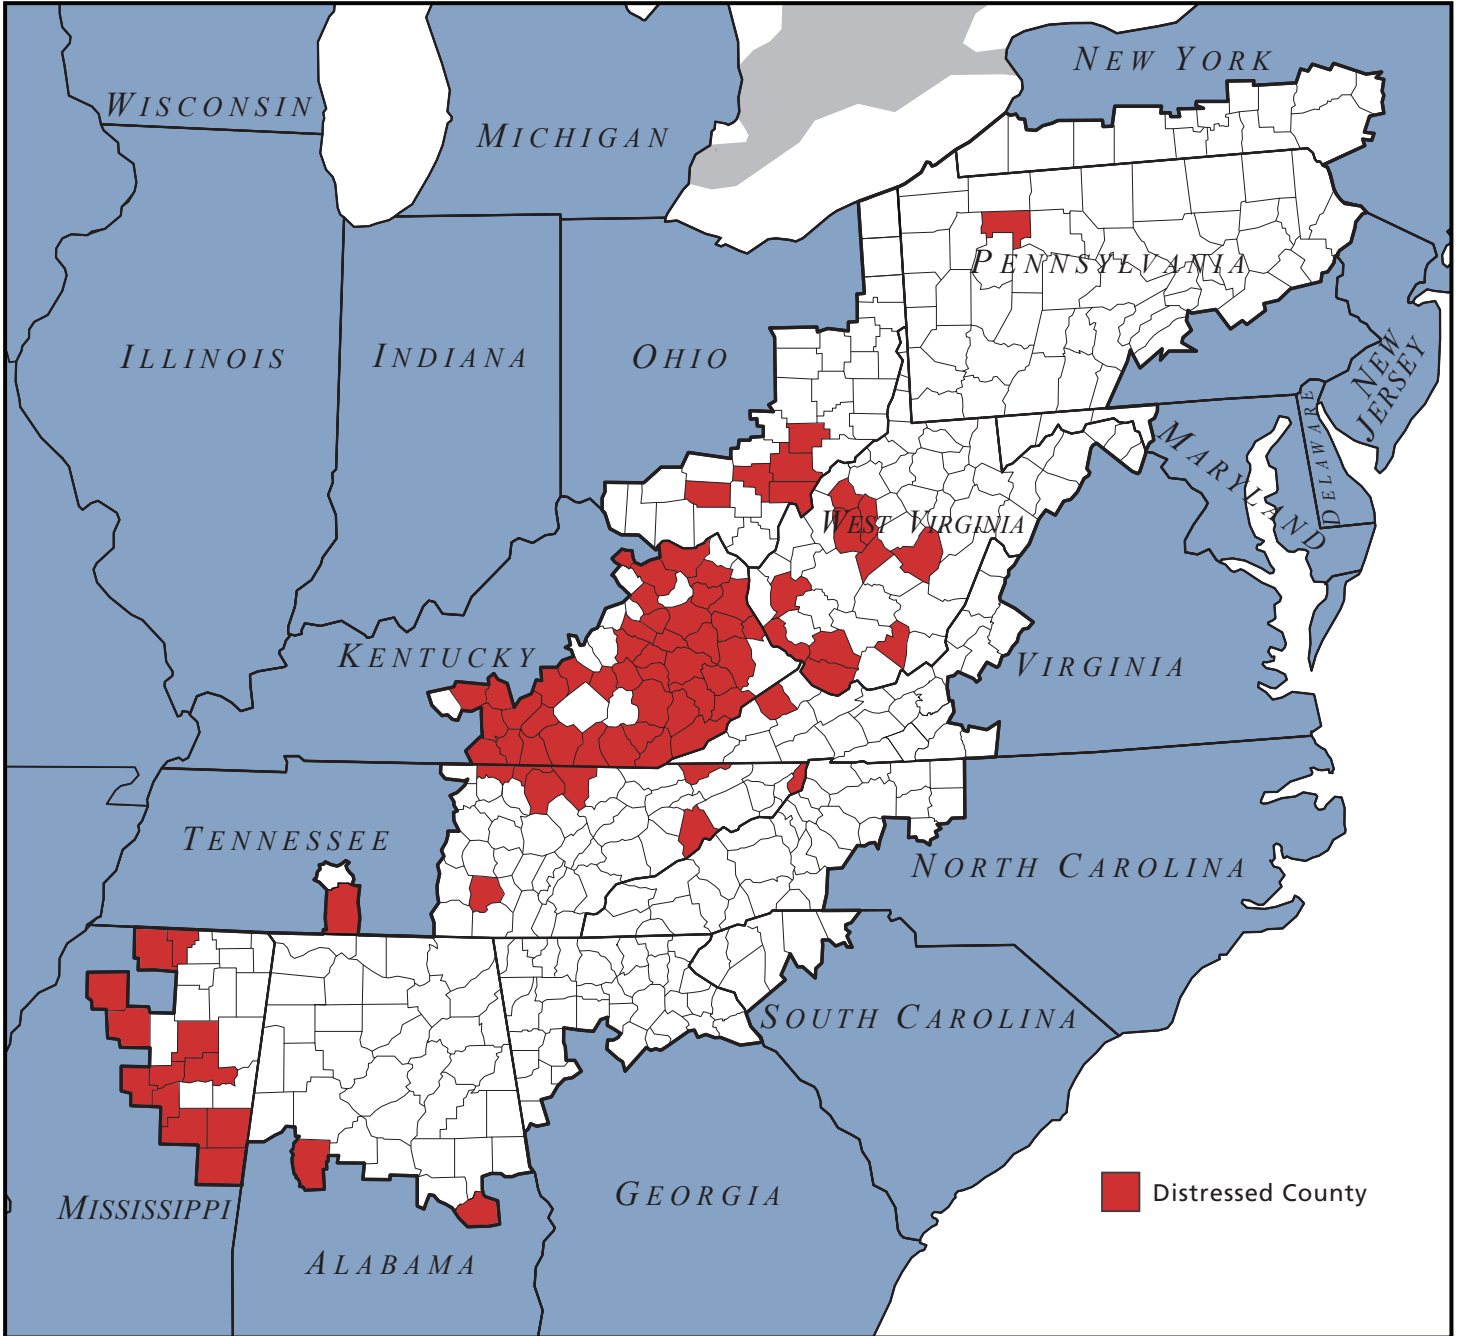 NEW YORK
WISCONSIN
MICHIGAN
PENNSYLVANIA
ILLINOIS
INDIANA
OHIO
NEW
JERSEY
MARYLAND
DELAWARE
WEST VIRGINIA
KENTUCKY
VIRGINIA
TENNESSEE
NORTH CAROLINA
SOUTH CAROLINA
MISSISSIPPI
GEORGIA
ALABAMA
Distressed County